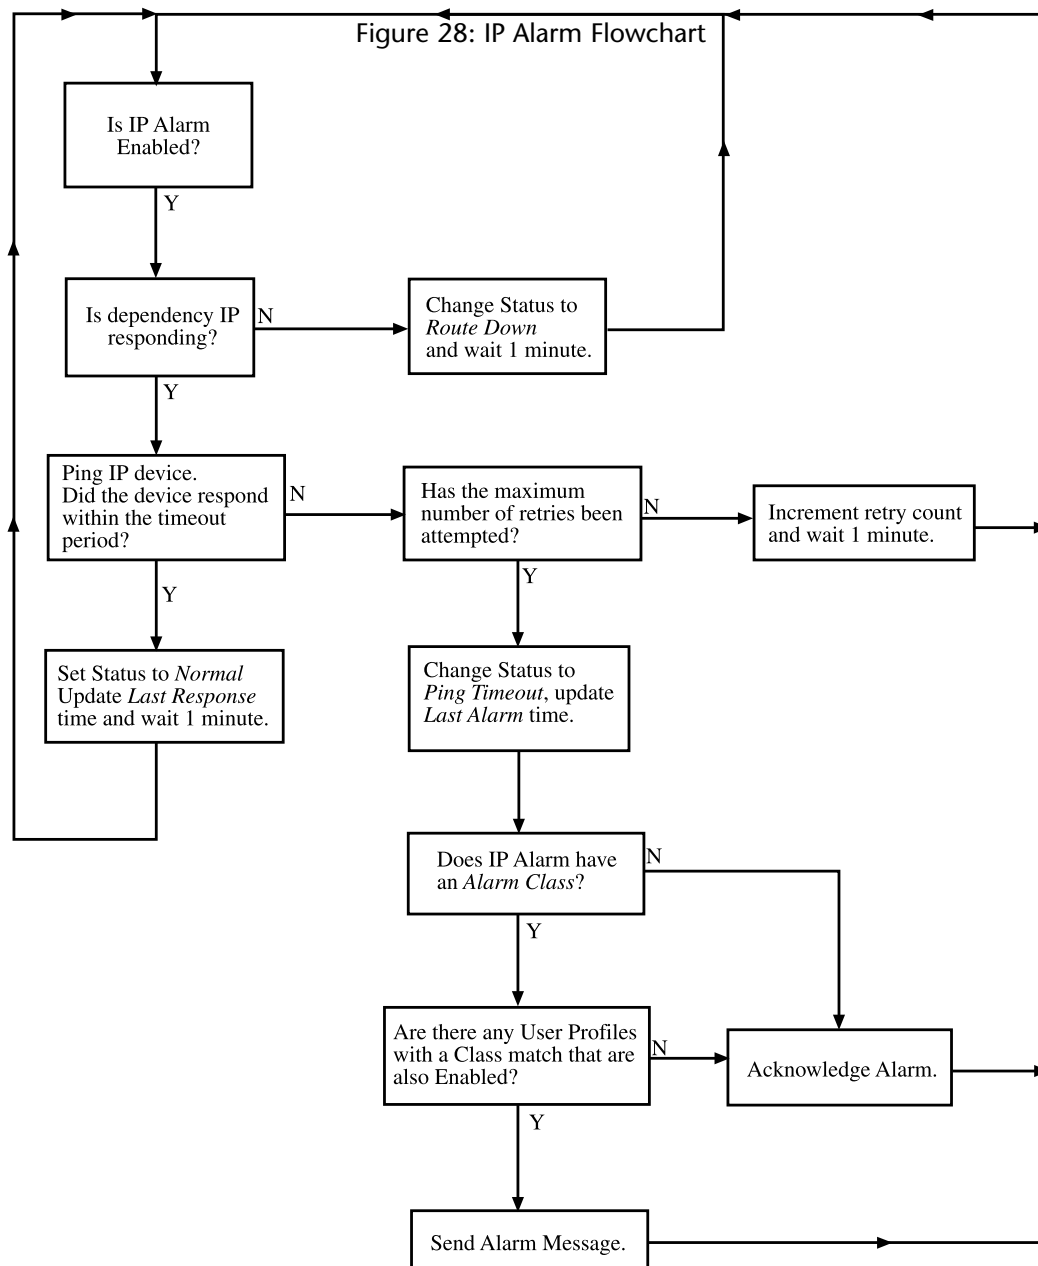 Figure 28: IP Alarm Flowchart
Is IP Alarm
Enabled?
Y
Is dependency IP
responding?
N
Change Status to
Route Down
and wait 1 minute.
Y
Ping IP device.
Did the device respond
within the timeout
period?
N
Has the maximum
number of retries been
attempted?
N
Increment retry count
and wait 1 minute.
Y
Y
Set Status to Normal
Update Last Response
time and wait 1 minute.
Change Status to
Ping Timeout, update
Last Alarm time.
Does IP Alarm have
an Alarm Class?
N
Y
Are there any User Profiles
with a Class match that are
also Enabled?
N
Acknowledge Alarm.
Y
Send Alarm Message.